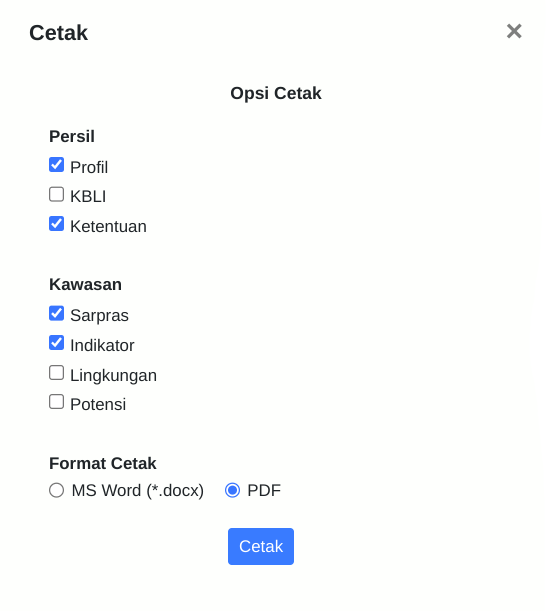 Cetak
Opsi Cetak
Persil
Profil
KBLI
Ketentuan
Kawasan
Sarpras
Indikator
Lingkungan
Potensi
Format Cetak
MS Word (*.docx) PDF
Cetak